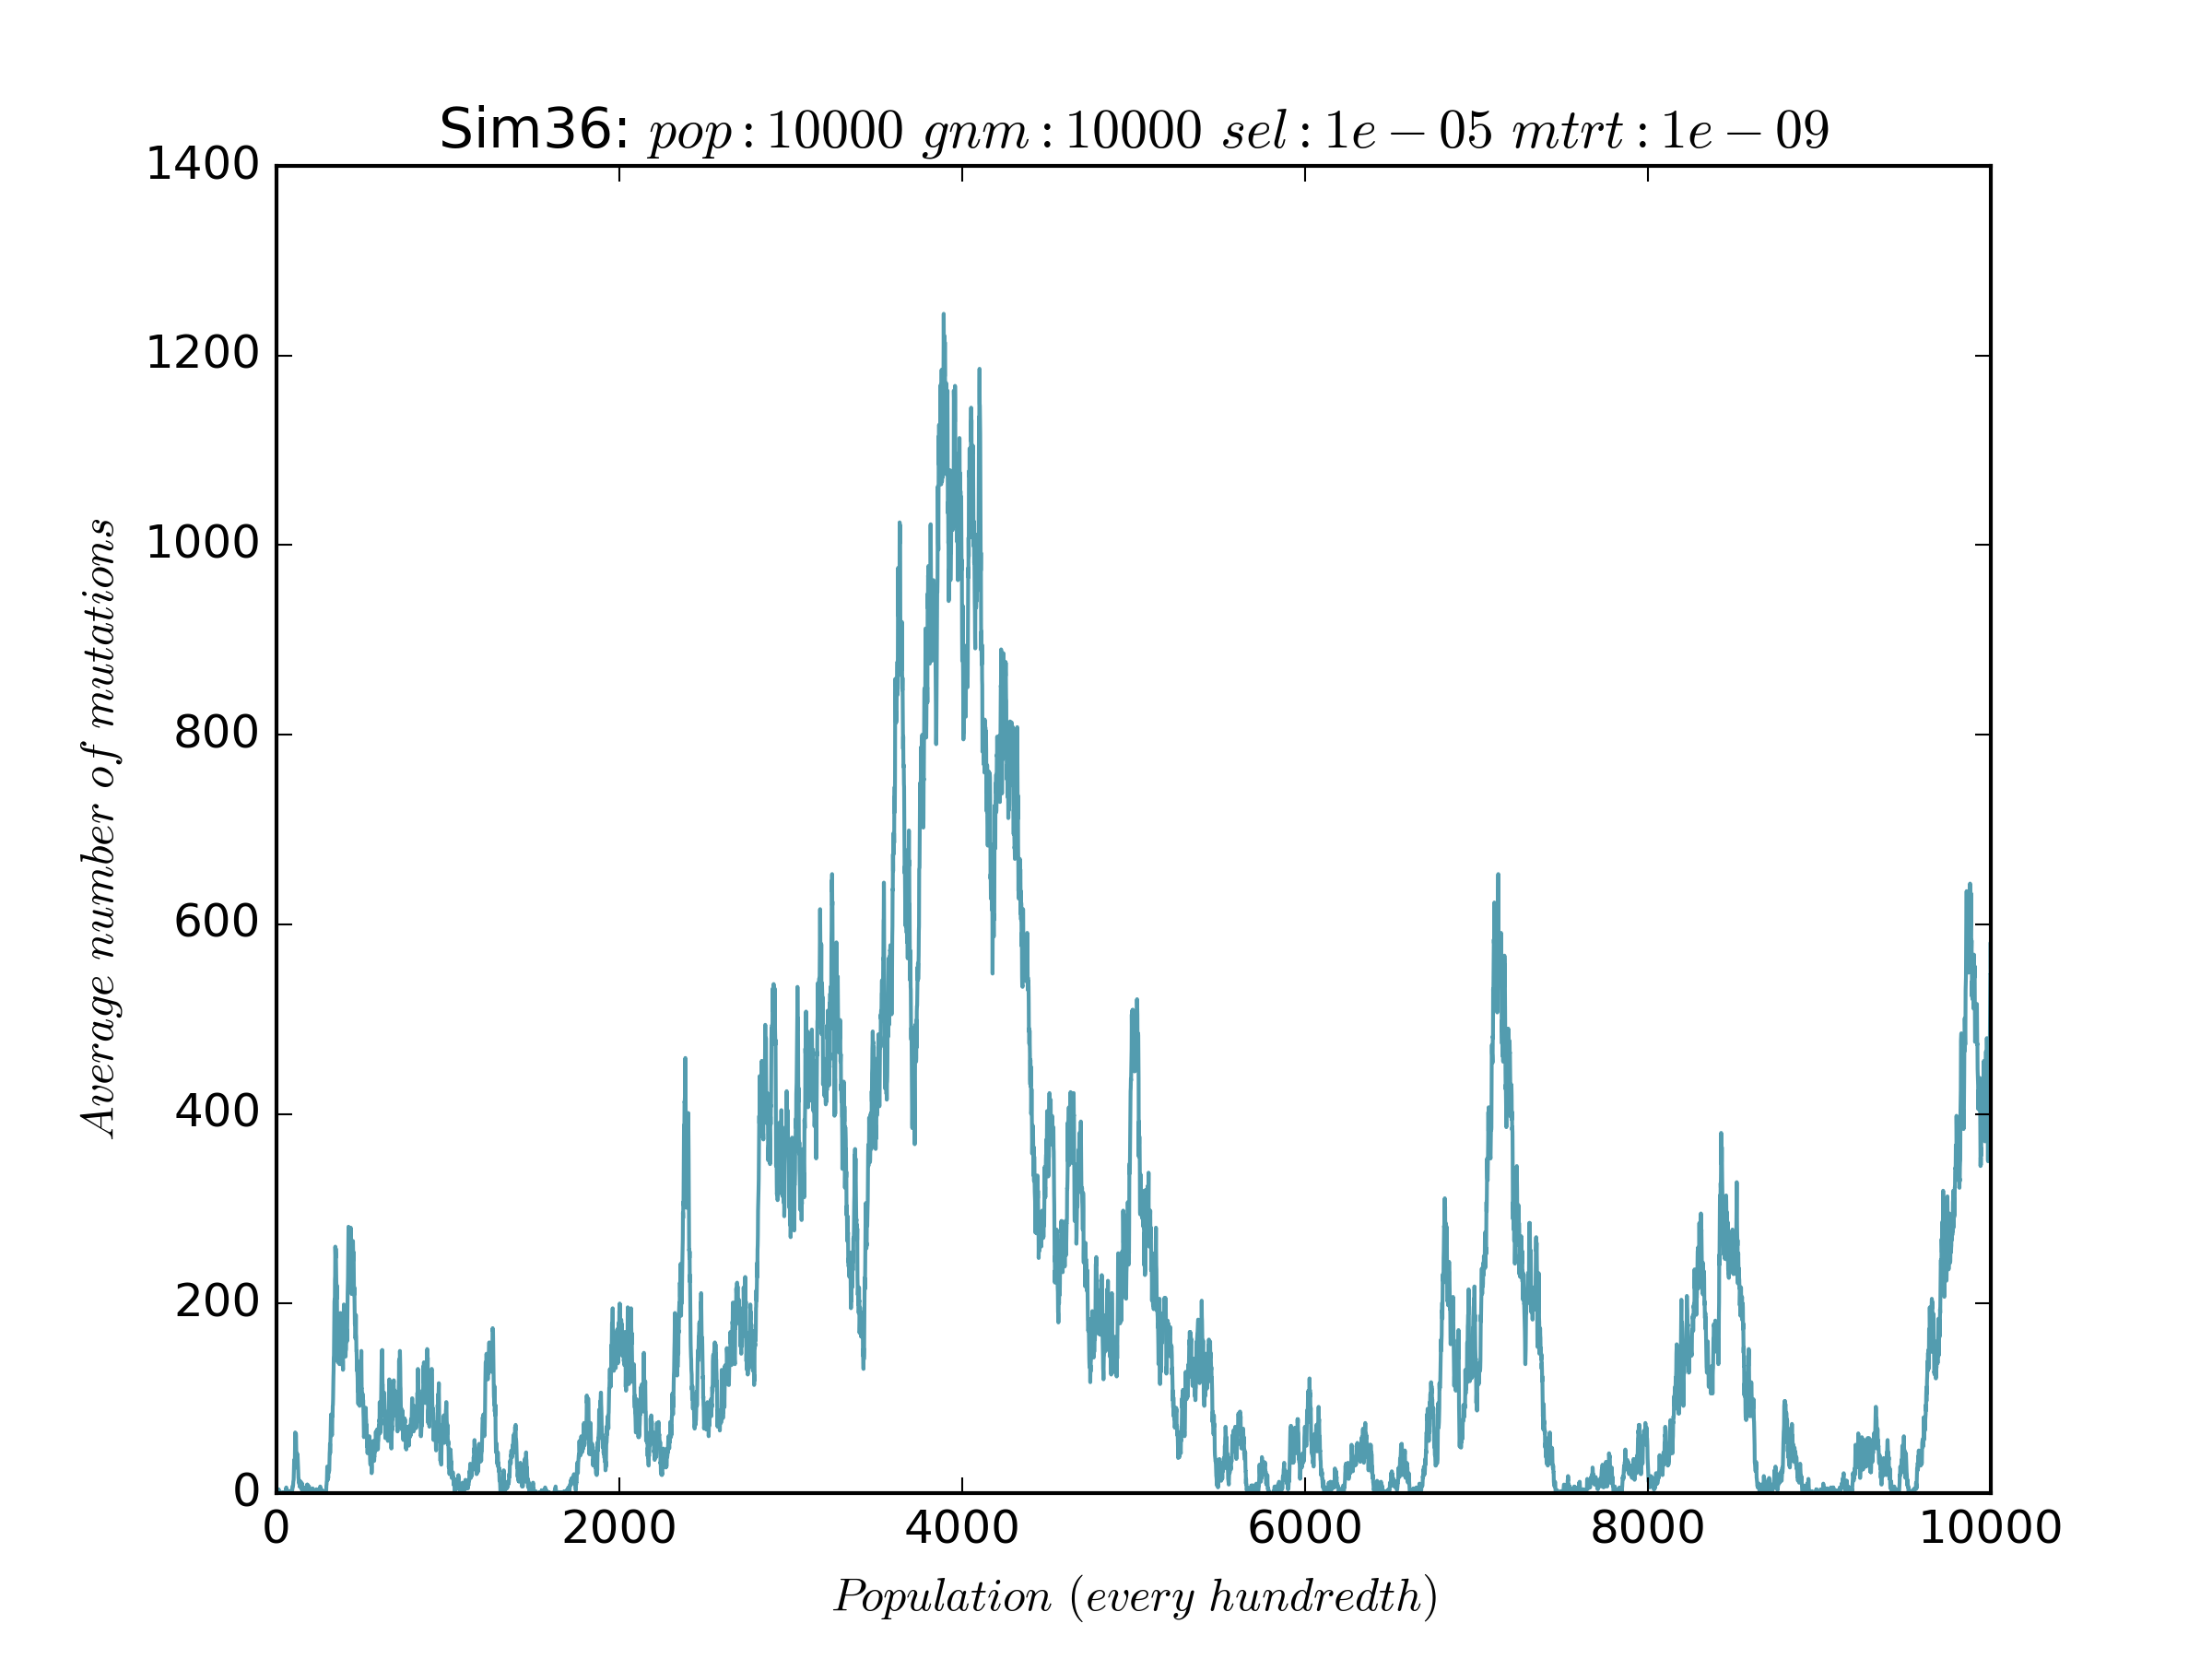 Sim36: pop : 10000 gnm : 10000 sel : 1e − 05 mtrt : 1e − 09
1400
1200
1000
800
600
400
200
0
Average number of mutations
0 2000 4000 6000 8000 10000
Population (every hundredth)